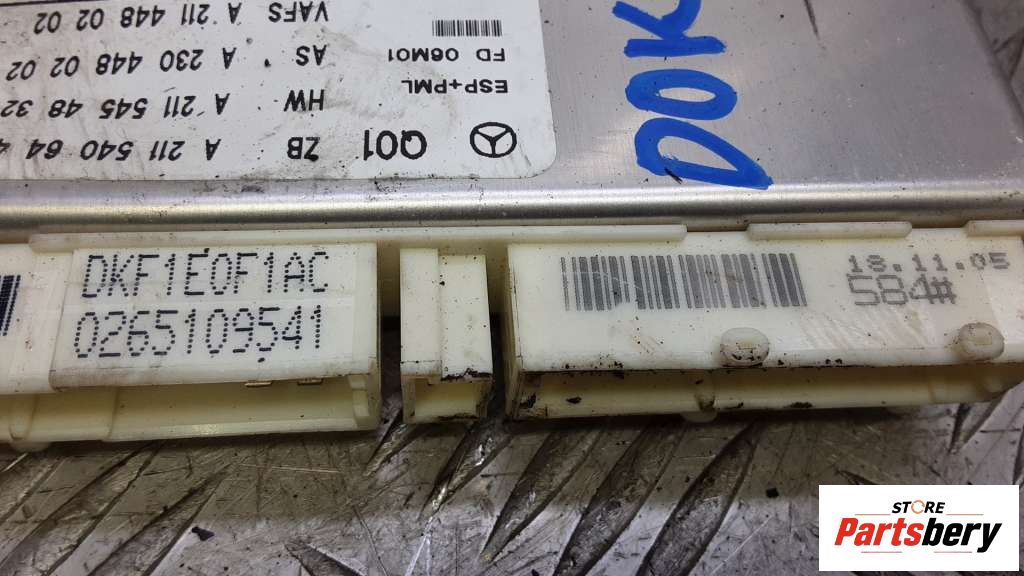 ZB A 211 540 64 4
Q01
HW A 211 545 48 32
ESP+PML
AS A 230 448 02 02
FD 06M01
VAFS A 211 448 02 02
DOK
DKF1E0F1AC
0265109541
18.11.05
584#
STORE
Partsbery